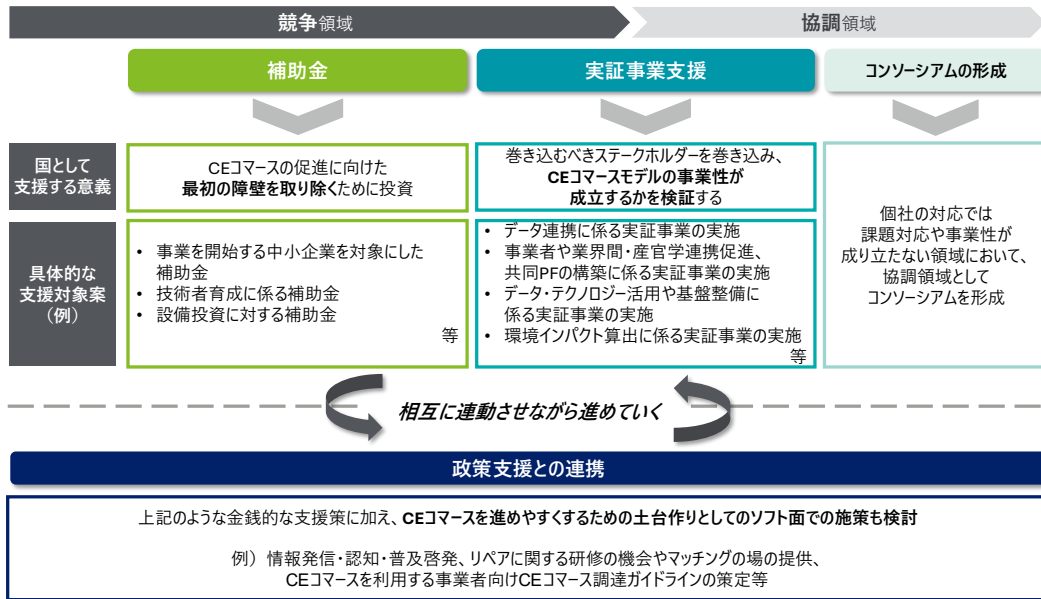 競争領域
協調領域
補助金
実証事業支援
コンソーシアムの形成
国として
支援する意義
CEコマースの促進に向けた
最初の障壁を取り除くために投資
巻き込むべきステークホルダーを巻き込み、
CEコマースモデルの事業性が
成立するかを検証する
個社の対応では
課題対応や事業性が
成り立たない領域において、
協調領域として
コンソーシアムを形成
具体的な
支援対象案
（例）
• 事業を開始する中小企業を対象にした
補助金
• 技術者育成に係る補助金
• 設備投資に対する補助金
等
• データ連携に係る実証事業の実施
• 事業者や業界間・産官学連携促進、
共同PFの構築に係る実証事業の実施
• データ・テクノロジー活用や基盤整備に
係る実証事業の実施
• 環境インパクト算出に係る実証事業の実施
等
相互に連動させながら進めていく
政策支援との連携
上記のような金銭的な支援策に加え、CEコマースを進めやすくするための土台作りとしてのソフト面での施策も検討
例）情報発信・認知・普及啓発、リペアに関する研修の機会やマッチングの場の提供、
CEコマースを利用する事業者向けCEコマース調達ガイドラインの策定等